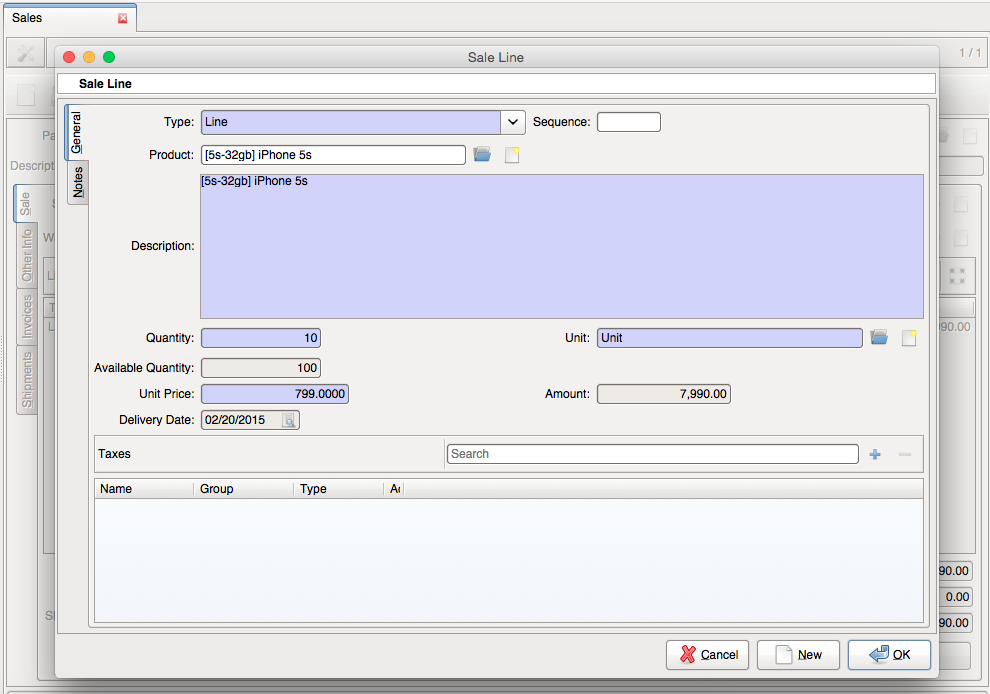 Sales
Sale Line
1 / 1
Sale Line
General
Notes
Type: Line
Sequence:
Product: [5s-32gb] iPhone 5s
Description: [5s-32gb] iPhone 5s
Quantity: 10
Unit: Unit
Available Quantity: 100
Unit Price: 799.0000
Amount: 7,990.00
Delivery Date: 02/20/2015
Taxes
Search
Name Group Type
Cancel
New
OK
Descript
Sale
Other Info
Invoices
Shipments
90.00
90.00
0.00
90.00